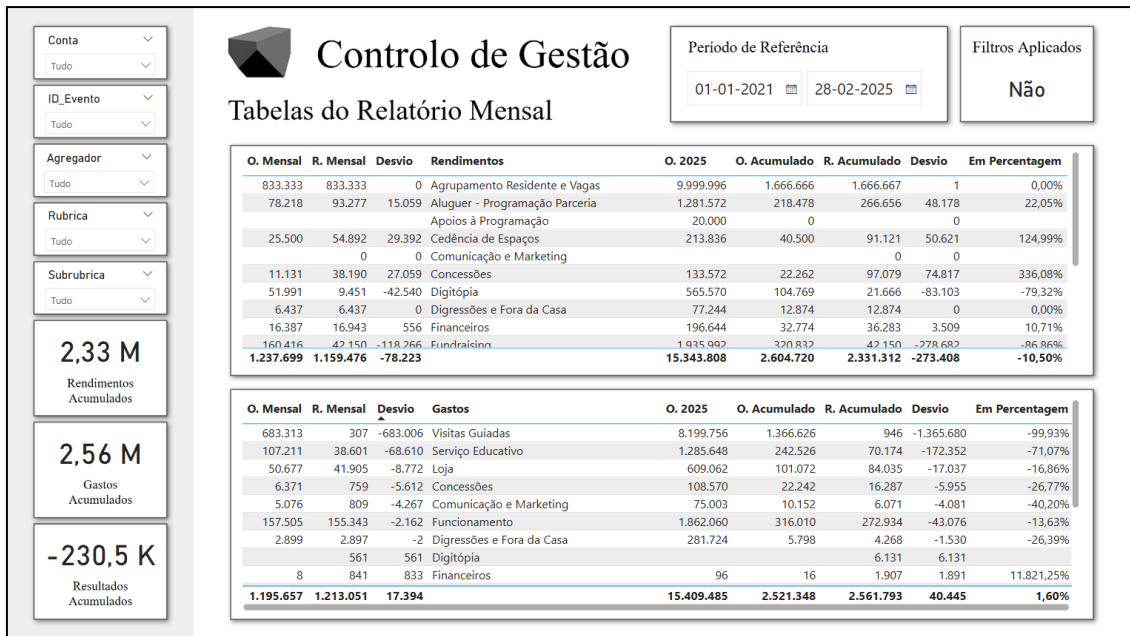 Conta
Tudo
ID_Evento
Tudo
Agregador
Tudo
Rubrica
Tudo
Subrubrica
Tudo
2,33 M
Rendimentos
Acumulados
2,56 M
Gastos
Acumulados
-230,5 K
Resultados
Acumulados
Controlo de Gestão
Tabelas do Relatório Mensal
Período de Referência
01-01-2021 28-02-2025
Filtros Aplicados
Não
O. Mensal R. Mensal Desvio Rendimentos O. 2025 O. Acumulado R. Acumulado Desvio Em Percentagem
833.333 833.333 0 Agrupamento Residente e Vagas 9.999.996 1.666.666 1.666.667 1 0,00%
78.218 93.277 15.059 Aluguer - Programação Parceria 1.281.572 218.478 266.656 48.178 22,05%
Apoios à Programação 20.000 0 0
25.500 54.892 29.392 Cedência de Espaços 213.836 40.500 91.121 50.621 124,99%
0 0 Comunicação e Marketing 0 0
11.131 38.190 27.059 Concessões 133.572 22.262 97.079 74.817 336,08%
51.991 9.451 -42.540 Digitópia 565.570 104.769 21.666 -83.103 -79,32%
6.437 6.437 0 Digressões e Fora da Casa 77.244 12.874 12.874 0 0,00%
16.387 16.943 556 Financeiros 196.644 32.774 36.283 3.509 10,71%
160.416 42.150 -118.266 Fundraising 1.935.992 320.832 42.150 -278.682 -86,86%
1.237.699 1.159.476 -78.223 15.343.808 2.604.720 2.331.312 -273.408 -10,50%
O. Mensal R. Mensal Desvio Gastos O. 2025 O. Acumulado R. Acumulado Desvio Em Percentagem
683.313 307 -683.006 Visitas Guiadas 8.199.756 1.366.626 946 -1.365.680 -99,93%
107.211 38.601 -68.610 Serviço Educativo 1.285.648 242.526 70.174 -172.352 -71,07%
50.677 41.905 -8.772 Loja 609.062 101.072 84.035 -17.037 -16,86%
6.371 759 -5.612 Concessões 108.570 22.242 16.287 -5.955 -26,77%
5.076 809 -4.267 Comunicação e Marketing 75.003 10.152 6.071 -4.081 -40,20%
157.505 155.343 -2.162 Funcionamento 1.862.060 316.010 272.934 -43.076 -13,63%
2.899 2.897 -2 Digressões e Fora da Casa 281.724 5.798 4.268 -1.530 -26,39%
561 561 Digitópia 6.131 6.131
8 841 833 Financeiros 96 16 1.907 1.891 11.821,25%
1.195.657 1.213.051 17.394 15.409.485 2.521.348 2.561.793 40.445 1,60%